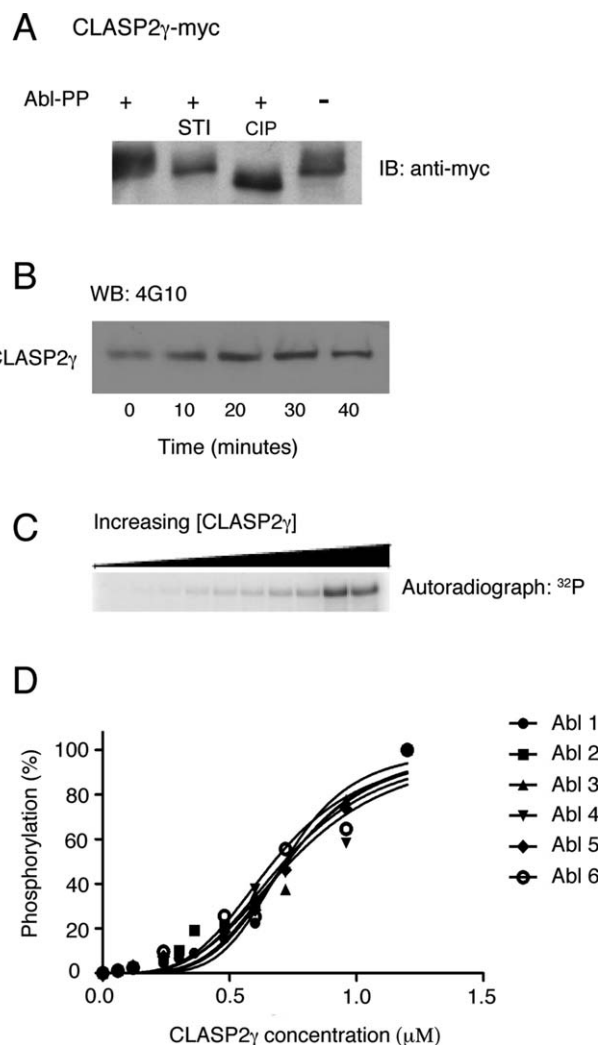 A CLASP2γ-myc
Abl-PP + + + -
STI CIP
IB: anti-myc
B
WB: 4G10
CLASP2γ
0 10 20 30 40
Time (minutes)
C
Increasing [CLASP2γ]
Autoradiograph: ³²P
D
Phosphorylation (%)
100
80
60
40
20
0
0.0 0.5 1.0 1.5
CLASP2γ concentration (μM)
Abl 1
Abl 2
Abl 3
Abl 4
Abl 5
Abl 6